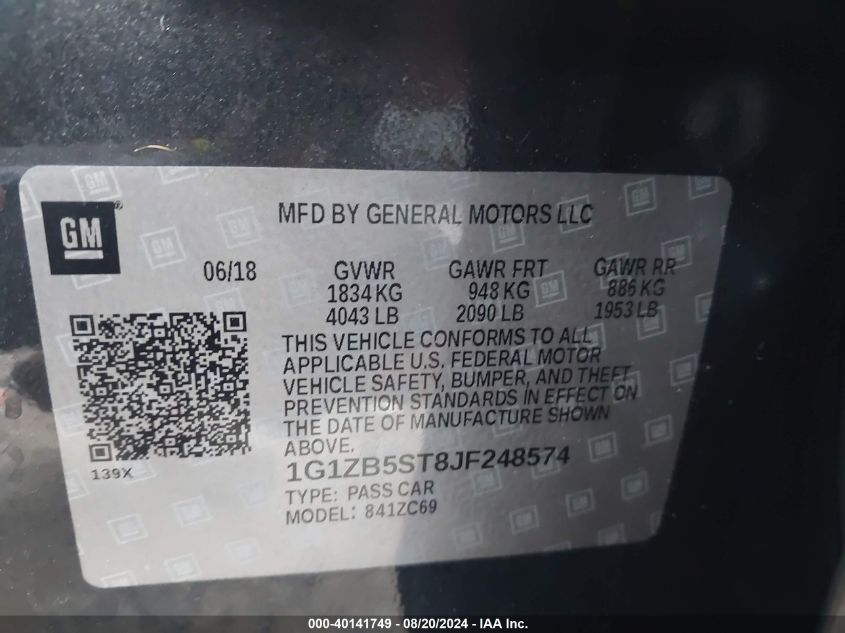 GM®
MFD BY GENERAL MOTORS LLC
06/18 GVWR GAWR FRT GAWR RR
1834 KG 948 KG 886 KG
4043 LB 2090 LB 1953 LB
THIS VEHICLE CONFORMS TO ALL
APPLICABLE U.S. FEDERAL MOTOR
VEHICLE SAFETY, BUMPER, AND THEFT
PREVENTION STANDARDS IN EFFECT ON
THE DATE OF MANUFACTURE SHOWN
ABOVE.
139X
1G1ZB5ST8JF248574
TYPE: PASS CAR
MODEL: 841ZC69
000-40141749 - 08/20/2024 - IAA Inc.